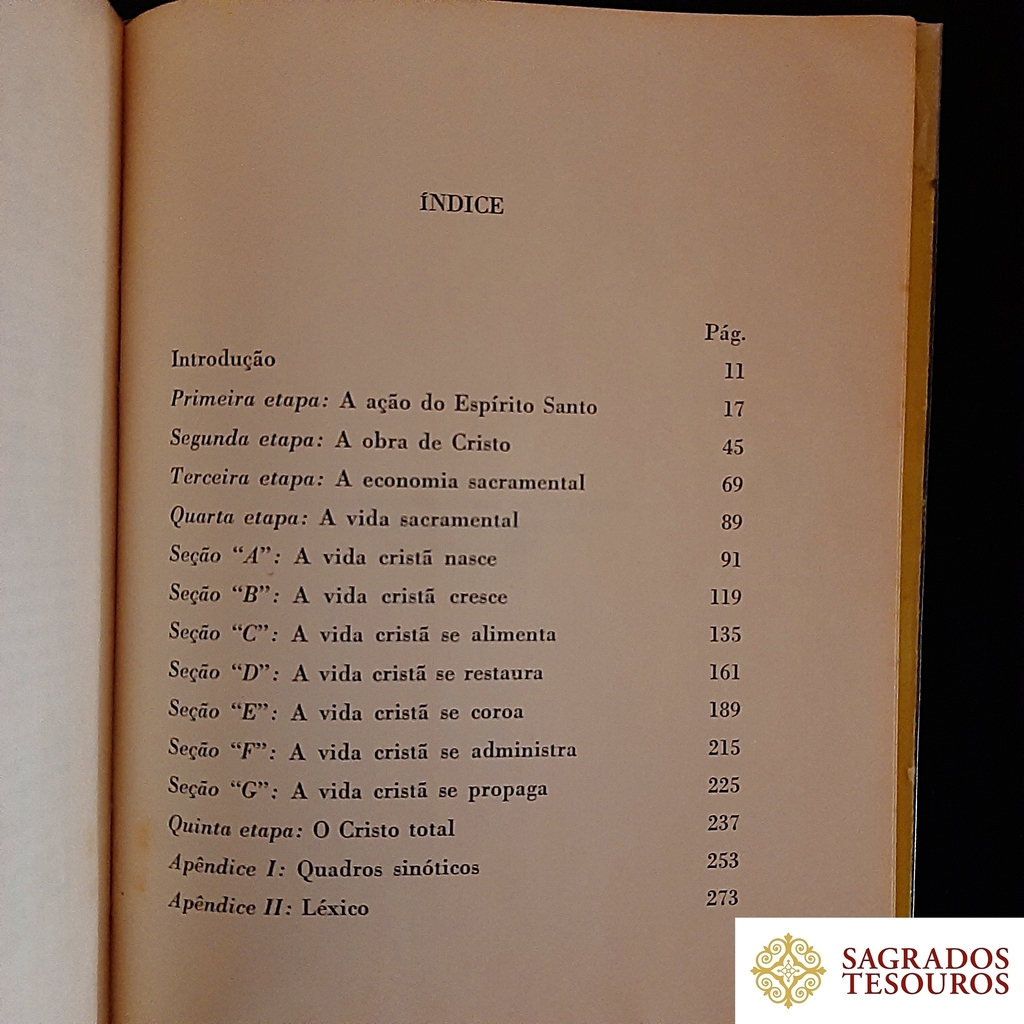 ÍNDICE
Pág.
Introdução 11
Primeira etapa: A ação do Espírito Santo 17
Segunda etapa: A obra de Cristo 45
Terceira etapa: A economia sacramental 69
Quarta etapa: A vida sacramental 89
Seção “A”: A vida cristã nasce 91
Seção “B”: A vida cristã cresce 119
Seção “C”: A vida cristã se alimenta 135
Seção “D”: A vida cristã se restaura 161
Seção “E”: A vida cristã se coroa 189
Seção “F”: A vida cristã se administra 215
Seção “G”: A vida cristã se propaga 225
Quinta etapa: O Cristo total 237
Apêndice I: Quadros sinóticos 253
Apêndice II: Léxico 273
SAGRADOS
TESOUROS